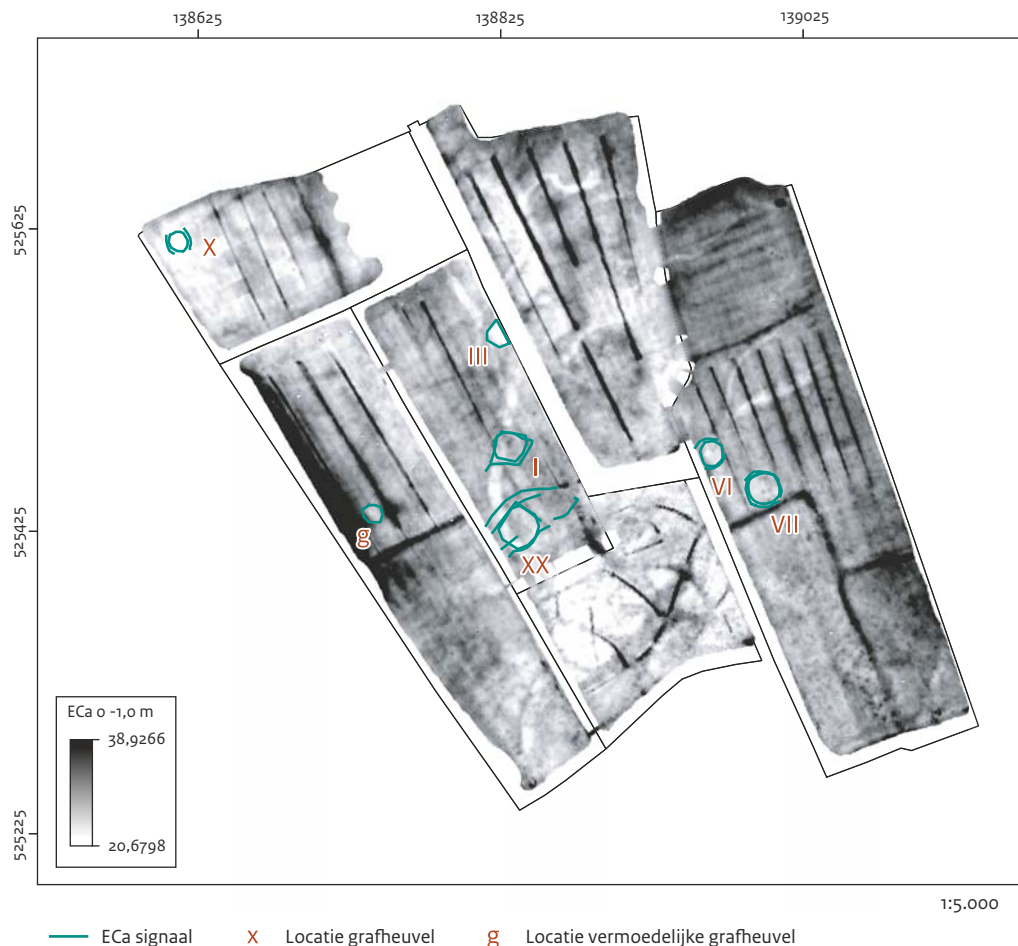 138625 138825 139025
525625
525425
525225
X
III
I
g
XX
VI
VII
ECa 0 -1,0 m
38,9266
20,6798
1:5.000
ECa signaal X Locatie grafheuvel g Locatie vermoedelijke grafheuvel